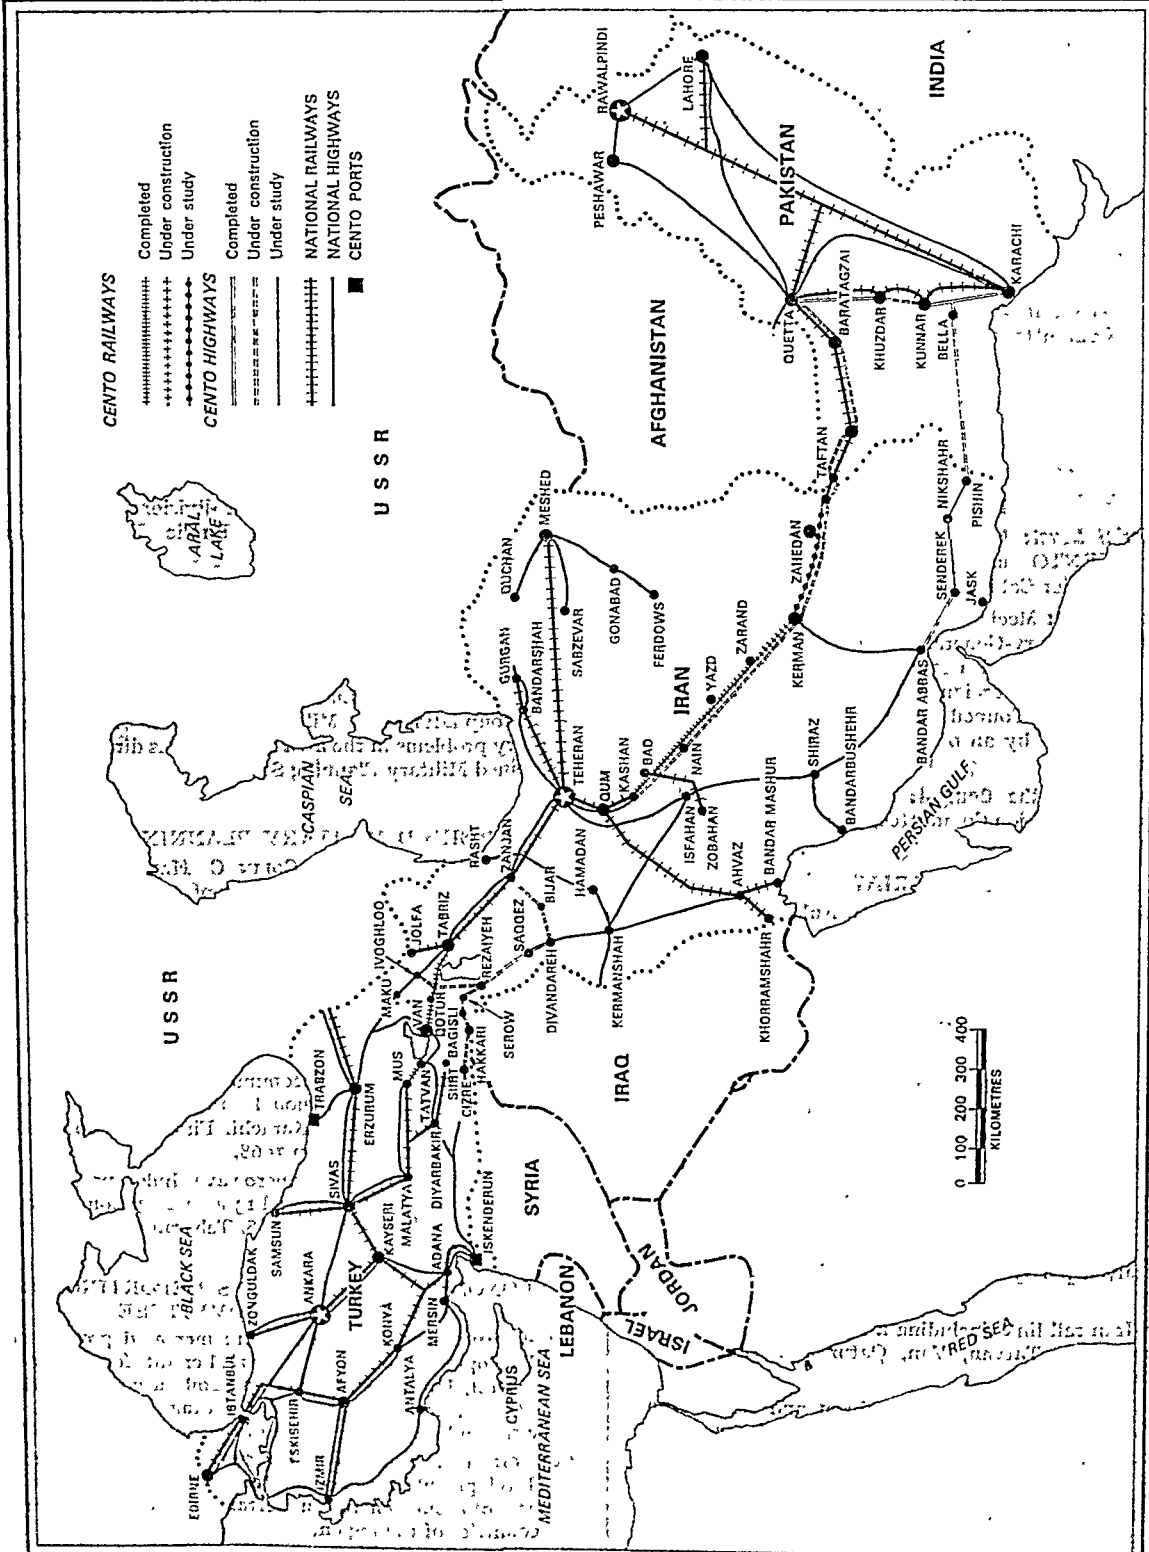 CENTO RAILWAYS
Completed
Under construction
Under study
CENTO HIGHWAYS
Completed
Under construction
Under study
NATIONAL RAILWAYS
NATIONAL HIGHWAYS
CENTO PORTS
USSR
USSR
ARAL LAKE
CASPIAN SEA
BLACK SEA
MEDITERRANEAN SEA
RED SEA
PERSIAN GULF
TURKEY
CYPRUS
LEBANON
ISRAEL
JORDAN
SYRIA
IRAQ
IRAN
AFGHANISTAN
PAKISTAN
INDIA
EDIRNE
ISTANBUL
ZONGULDAK
ANKARA
SAMSUN
SIVAS
TRABZON
ERZURUM
ESKISEHIR
AFYON
IZMIR
KONYA
ANTALYA
KAYSERI
MALATYA
MERSIN
ADANA
ISKENDERUN
DIYARBAKIR
MUS
TATVAN
SIIRT
CIZRE
BAGISLI
HAKKARI
SEROW
VAN
QOTUR
MAKU
IVOGHLOO
JOLFA
TABRIZ
REZAIYEH
SAQQEZ
DIVANDAREH
BIJAR
HAMADAN
KERMANSHAH
KHORRAMSHAHR
RASHT
ZANJAN
TEHERAN
QUM
KASHAN
BAD
NAIN
ISFAHAN
ZOBAHAN
AHVAZ
BANDAR MASHUR
GURGAN
BANDARSHAH
QUCHAN
MESHED
SABZEVAR
GONABAD
FERDOWS
YAZD
ZARAND
KERMAN
ZAHEDAN
TAFTAN
SHIRAZ
BANDARBUSHEHR
BANDAR ABBAS
SENDEREK
JASK
NIKSHAHR
PISHIN
QUETTA
BARATAGZAI
KHUZDAR
KUNNAR
BELLA
KARACHI
PESHAWAR
RAWALPINDI
LAHORE
0 100 200 300 400
KILOMETRES